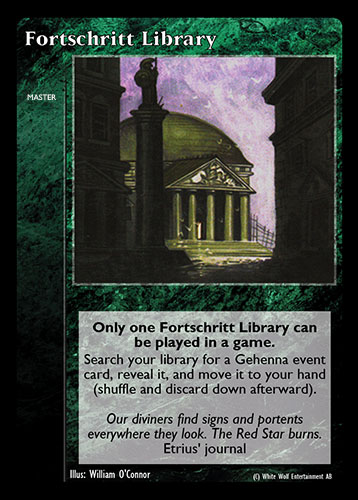 Fortschritt Library
MASTER
Only one Fortschritt Library can
be played in a game.
Search your library for a Gehenna event
card, reveal it, and move it to your hand
(shuffle and discard down afterward).
Our diviners find signs and portents
everywhere they look. The Red Star burns.
Etrius' journal
Illus: William O'Connor
(C) White Wolf Entertainment AB